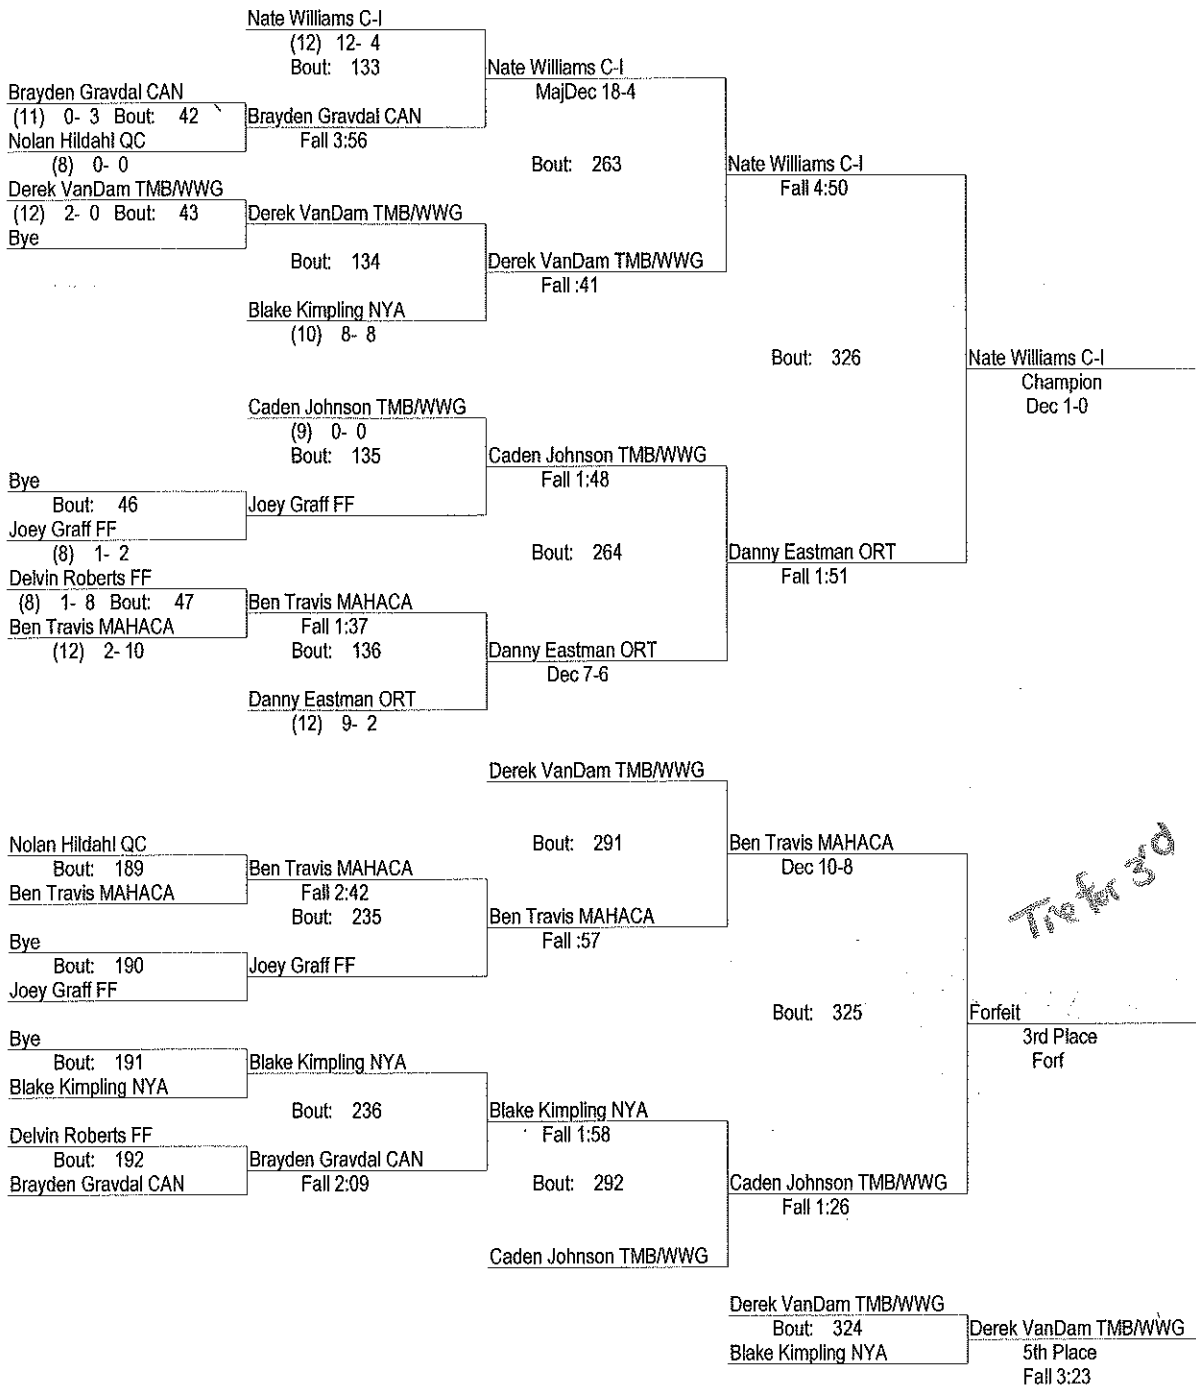 Nate Williams C-I
(12) 12- 4
Bout: 133
Nate Williams C-I
MajDec 18-4
Brayden Gravdal CAN
(11) 0- 3 Bout: 42
Brayden Gravdal CAN
Nolan Hildahl QC
Fall 3:56
(8) 0- 0
Bout: 263
Nate Williams C-I
Fall 4:50
Derek VanDam TMB/WWG
(12) 2- 0 Bout: 43
Derek VanDam TMB/WWG
Bye
Bout: 134
Derek VanDam TMB/WWG
Fall :41
Blake Kimpling NYA
(10) 8- 8
Bout: 326
Nate Williams C-I
Champion
Dec 1-0
Caden Johnson TMB/WWG
(9) 0- 0
Bout: 135
Caden Johnson TMB/WWG
Fall 1:48
Bye
Bout: 46
Joey Graff FF
Joey Graff FF
(8) 1- 2
Bout: 264
Danny Eastman ORT
Fall 1:51
Delvin Roberts FF
(8) 1- 8 Bout: 47
Ben Travis MAHACA
Ben Travis MAHACA
Fall 1:37
(12) 2- 10
Bout: 136
Danny Eastman ORT
Dec 7-6
Danny Eastman ORT
(12) 9- 2
Derek VanDam TMB/WWG
Nolan Hildahl QC
Bout: 291
Ben Travis MAHACA
Dec 10-8
Bout: 189
Ben Travis MAHACA
Ben Travis MAHACA
Fall 2:42
Bout: 235
Ben Travis MAHACA
Fall :57
Tie for 3rd
Bye
Bout: 190
Joey Graff FF
Joey Graff FF
Bout: 325
Forfeit
3rd Place
Forf
Bye
Bout: 191
Blake Kimpling NYA
Blake Kimpling NYA
Bout: 236
Blake Kimpling NYA
Fall 1:58
Delvin Roberts FF
Bout: 192
Brayden Gravdal CAN
Brayden Gravdal CAN
Fall 2:09
Bout: 292
Caden Johnson TMB/WWG
Fall 1:26
Caden Johnson TMB/WWG
Derek VanDam TMB/WWG
Bout: 324
Derek VanDam TMB/WWG
Blake Kimpling NYA
5th Place
Fall 3:23